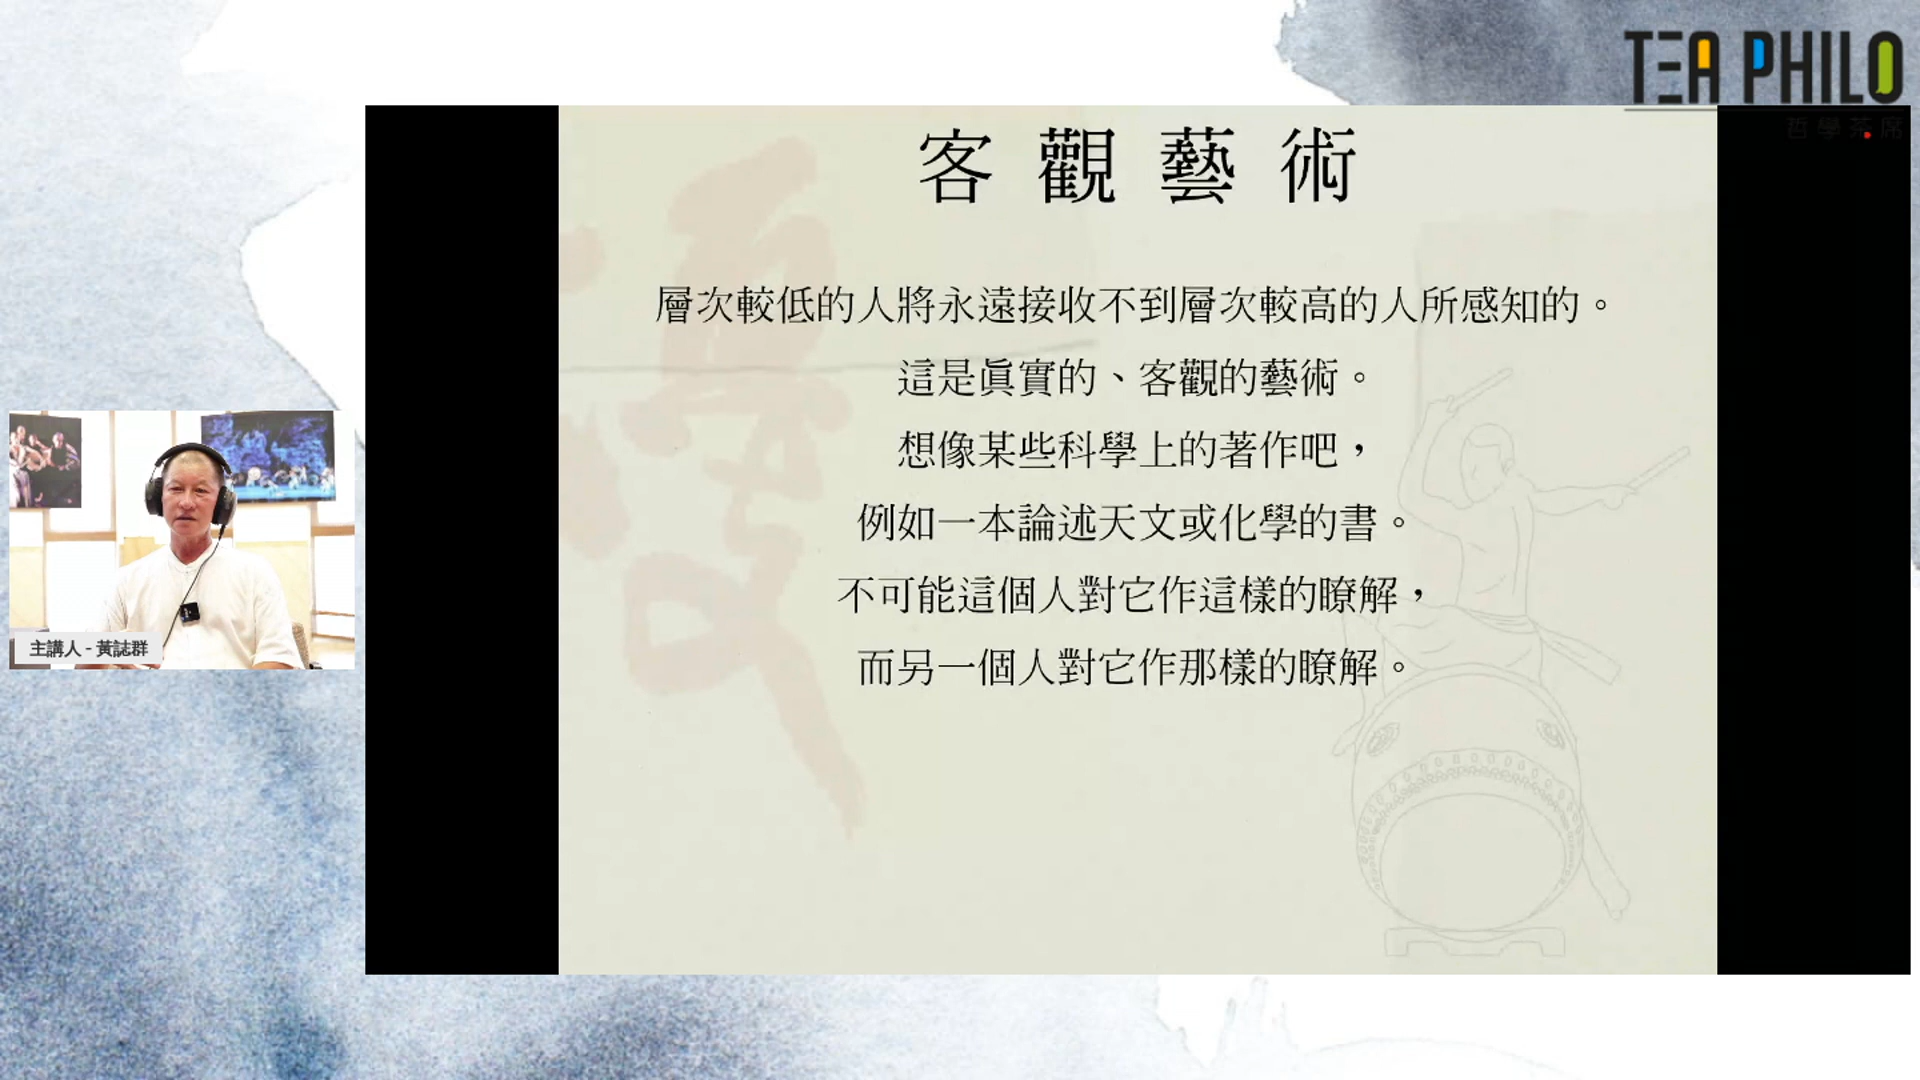 TEA PHILO
哲學茶席
客觀藝術
層次較低的人將永遠接收不到層次較高的人所感知的。
這是眞實的、客觀的藝術。
想像某些科學上的著作吧，
例如一本論述天文或化學的書。
不可能這個人對它作這樣的瞭解，
而另一個人對它作那樣的瞭解。
主講人 - 黃誌群